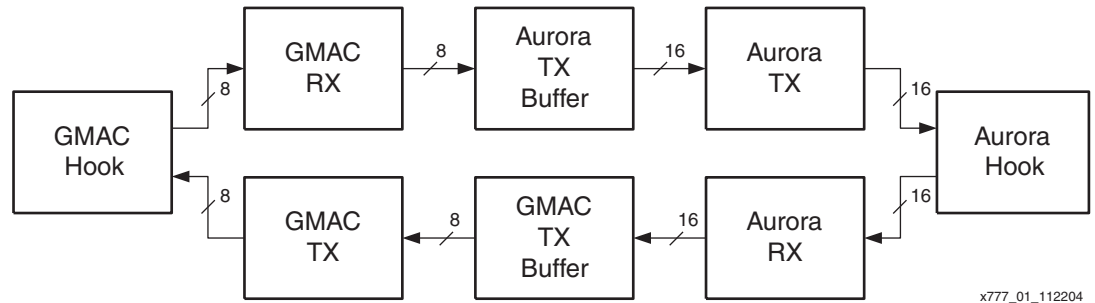 GMAC
Hook
8
GMAC
RX
8
Aurora
TX
Buffer
16
Aurora
TX
16
Aurora
Hook
16
Aurora
RX
16
GMAC
TX
Buffer
8
GMAC
TX
8
x777_01_112204